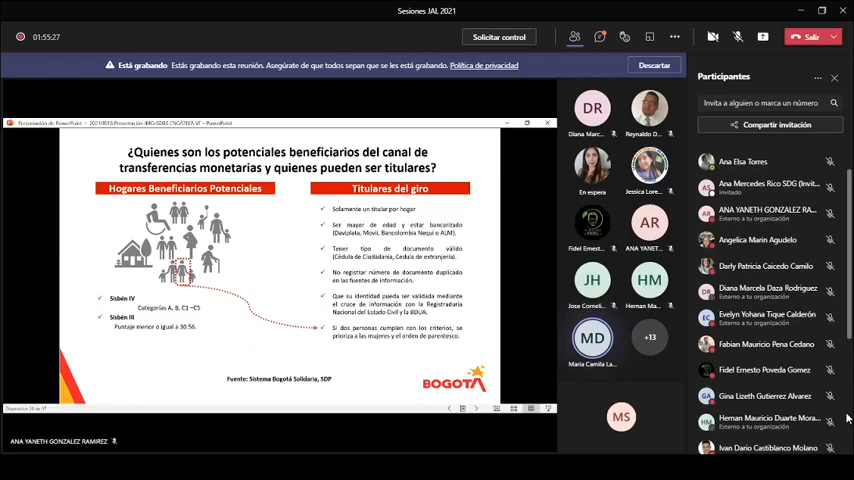 Sesiones JAL 2021
01:55:27
Solicitar control
Salir
Está grabando Estás grabando esta reunión. Asegúrate de que todos sepan que se les está grabando. Política de privacidad
Descartar
Participantes
Invita a alguien o marca un número
Compartir invitación
¿Quienes son los potenciales beneficiarios del canal de
transferencias monetarias y quienes pueden ser titulares?
Hogares Beneficiarios Potenciales
Titulares del giro
Solamente un titular por hogar
Ser mayor de edad y estar bancarizado
(Daviplata, Movii, Bancolombia Nequi o ALM).
Tener tipo de documento válido
(Cédula de Ciudadanía, Cedula de extranjería).
No registrar número de documento duplicado
en las fuentes de información.
Que su identidad pueda ser validada mediante
el cruce de información con la Registraduría
Nacional del Estado Civil y la BDUA.
Si dos personas cumplen con los criterios, se
prioriza a las mujeres y el orden de parentesco.
Sisbén IV
Categorías A, B, C1 –C5
Sisbén III
Puntaje menor o igual a 30.56.
Fuente: Sistema Bogotá Solidaria, SDP
BOGOTÁ
ANA YANETH GONZALEZ RAMIREZ
DR
Diana Marc...
Reynaldo D...
En espera
Jessica Lore...
Fidel Ernest...
AR
ANA YANET...
JH
Jose Corneli...
HM
Hernan Ma...
MD
Maria Camila La...
+13
MS
Ana Elsa Torres
AS
Ana Mercedes Rico SDG (Invit...
Invitado
AR
ANA YANETH GONZALEZ RA...
Externo a tu organización
Angelica Marin Agudelo
Darly Patricia Caicedo Camilo
DR
Diana Marcela Daza Rodriguez
Externo a tu organización
EC
Evelyn Yohana Tique Calderón
Externo a tu organización
Fabian Mauricio Pena Cedano
Fidel Ernesto Poveda Gomez
GA
Gina Lizeth Gutierrez Alvarez
HM
Hernan Mauricio Duarte Mora...
Externo a tu organización
Ivan Dario Castiblanco Molano